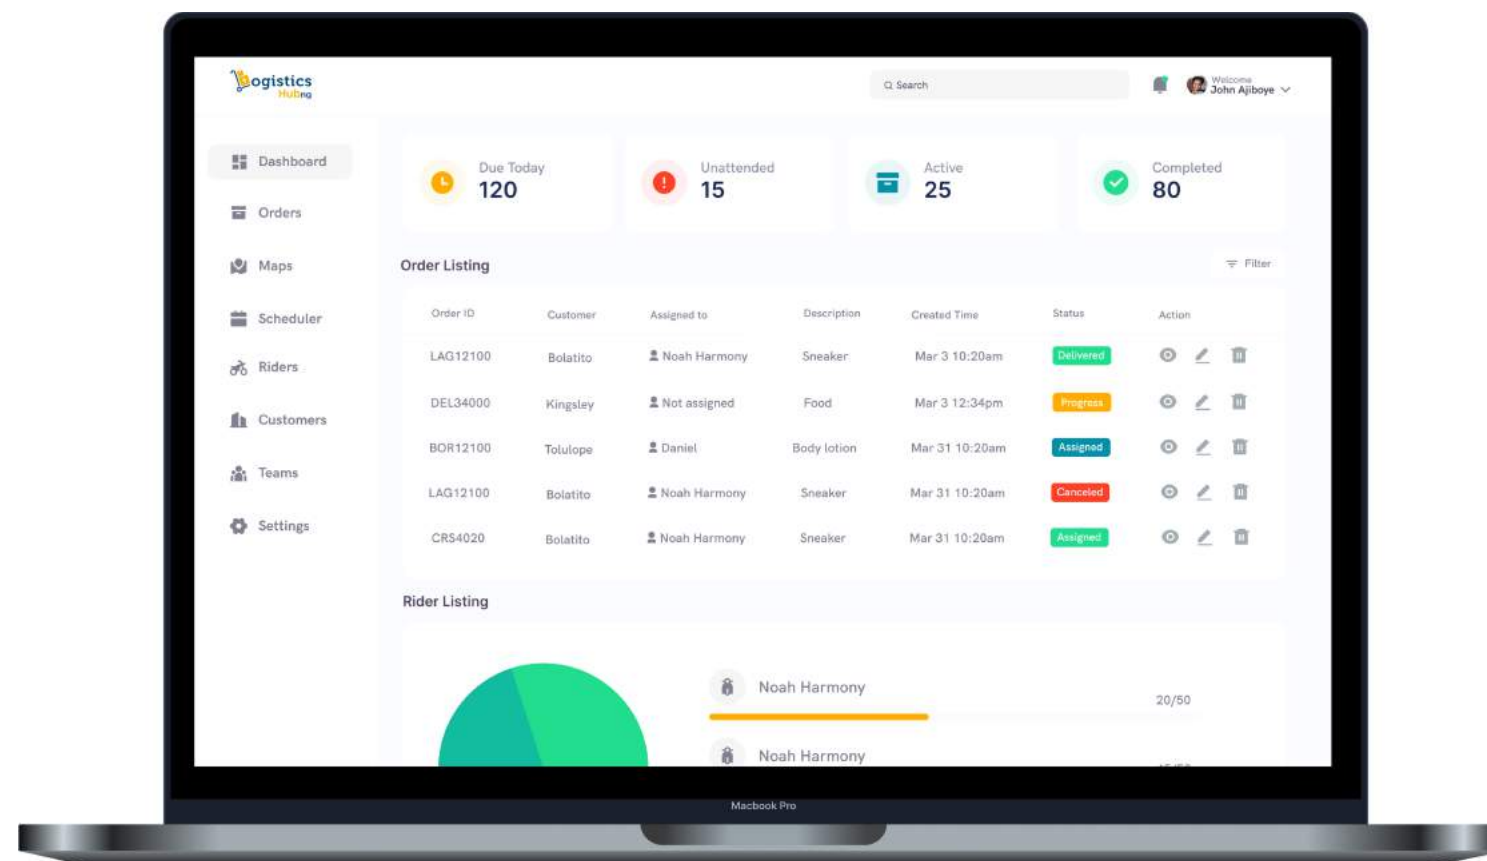 Logistics
Hubng
Search
Welcome
John Ajiboye
Dashboard
Orders
Maps
Scheduler
Riders
Customers
Teams
Settings
Due Today
120
Unattended
15
Active
25
Completed
80
Order Listing
Filter
Order ID Customer Assigned to Description Created Time Status Action
LAG12100 Bolatito Noah Harmony Sneaker Mar 3 10:20am Delivered
DEL34000 Kingsley Not assigned Food Mar 3 12:34pm Progress
BOR12100 Tolulope Daniel Body lotion Mar 31 10:20am Assigned
LAG12100 Bolatito Noah Harmony Sneaker Mar 31 10:20am Canceled
CRS4020 Bolatito Noah Harmony Sneaker Mar 31 10:20am Assigned
Rider Listing
Noah Harmony
20/50
Noah Harmony
Macbook Pro